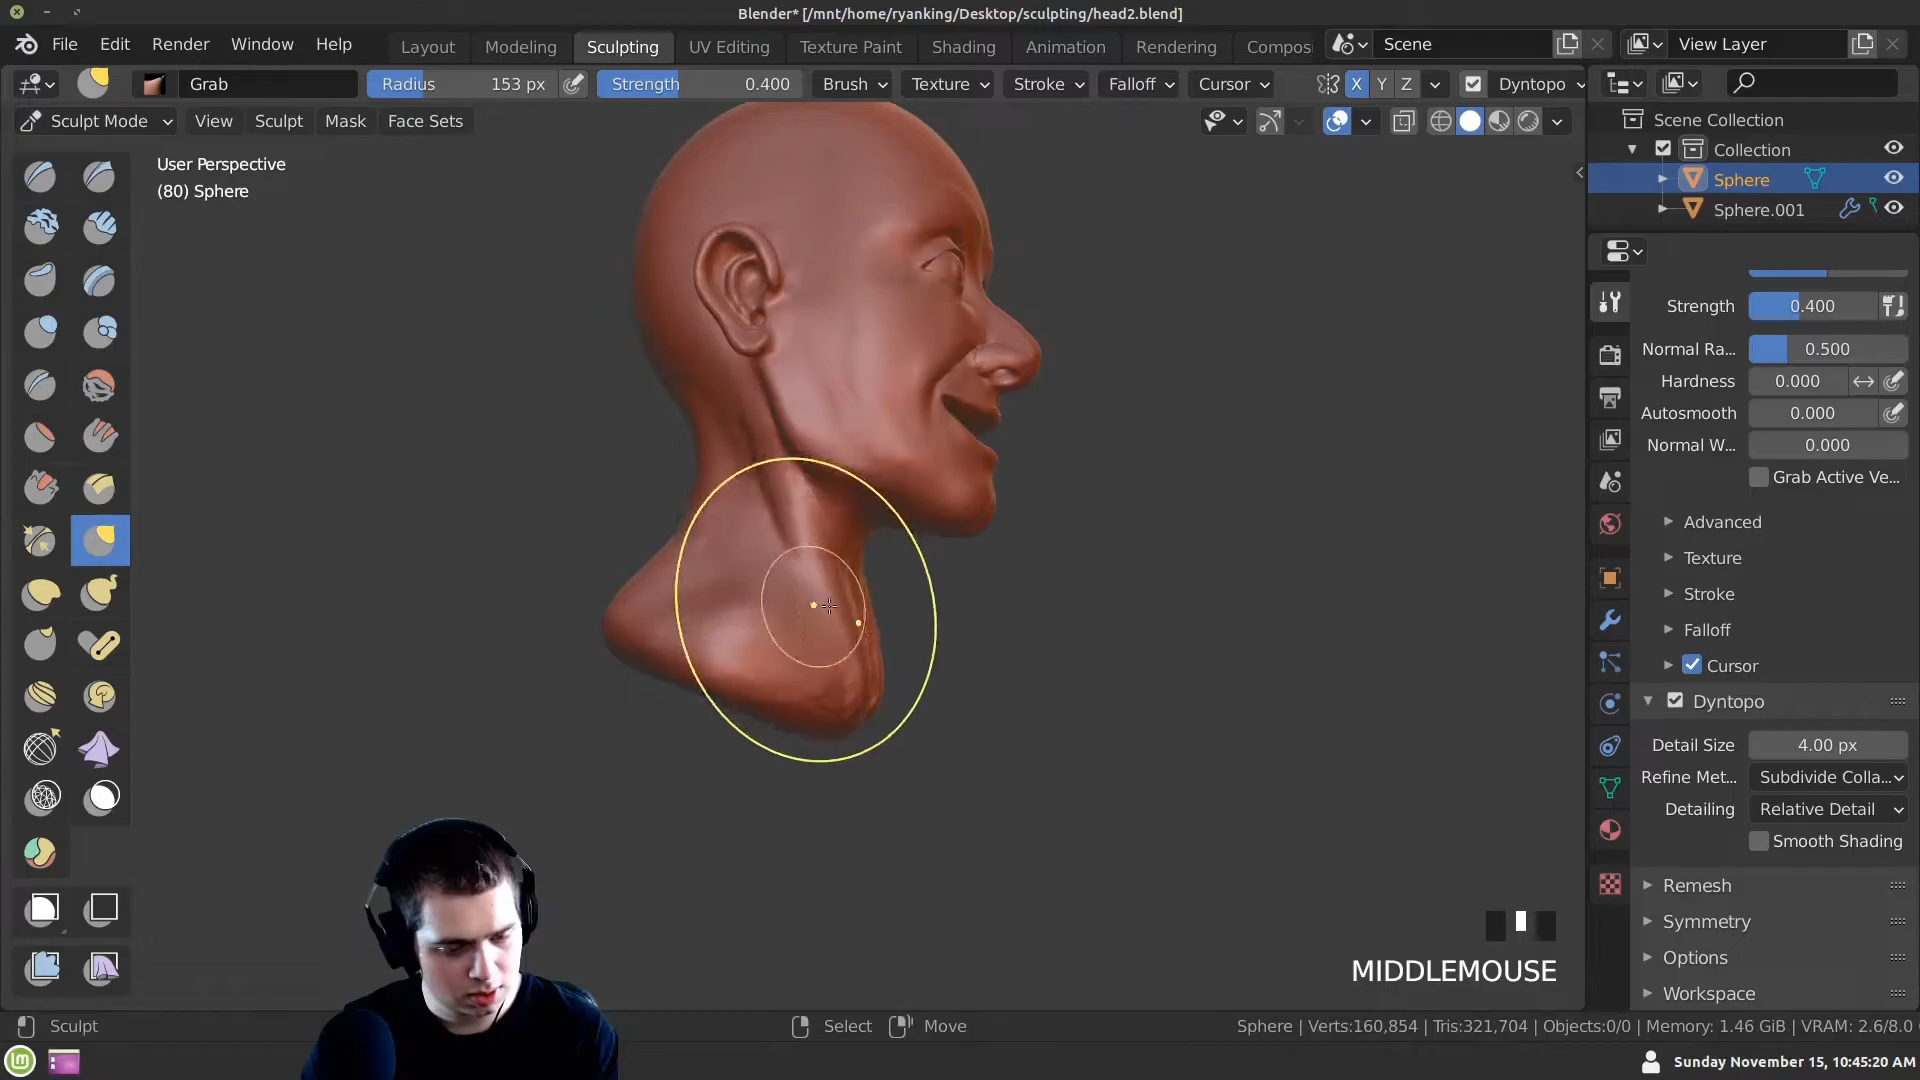 Blender* [/mnt/home/ryanking/Desktop/sculpting/head2.blend]
File Edit Render Window Help Layout Modeling Sculpting UV Editing Texture Paint Shading Animation Rendering Compos Scene View Layer
Grab Radius 153 px Strength 0.400 Brush Texture Stroke Falloff Cursor X Y Z Dyntopo
Sculpt Mode View Sculpt Mask Face Sets
User Perspective
(80) Sphere
Scene Collection
Collection
Sphere
Sphere.001
Strength 0.400
Normal Ra... 0.500
Hardness 0.000
Autosmooth 0.000
Normal W... 0.000
Grab Active Ve...
Advanced
Texture
Stroke
Falloff
Cursor
Dyntopo
Detail Size 4.00 px
Refine Met... Subdivide Colla...
Detailing Relative Detail
Smooth Shading
Remesh
Symmetry
Options
Workspace
MIDDLEMOUSE
Sculpt Select Move Sphere | Verts:160,854 | Tris:321,704 | Objects:0/0 | Memory: 1.46 GiB | VRAM: 2.6/8.0
Sunday November 15, 10:45:20 AM